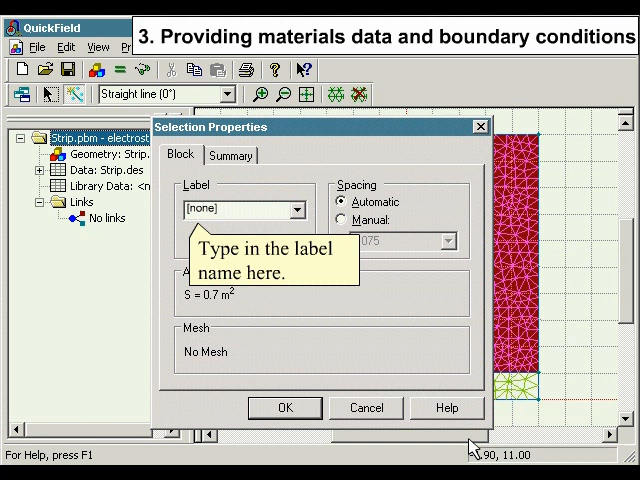 QuickField
3. Providing materials data and boundary conditions
File Edit View
Straight line (0°)
Strip.pbm - electrost
Geometry: Strip.
Data: Strip.des
Library Data: <n
Links
No links
Selection Properties
Block Summary
Label
[none]
Spacing
Automatic
Manual:
075
Type in the label
name here.
S = 0.7 m²
Mesh
No Mesh
OK Cancel Help
For Help, press F1
.90, 11.00